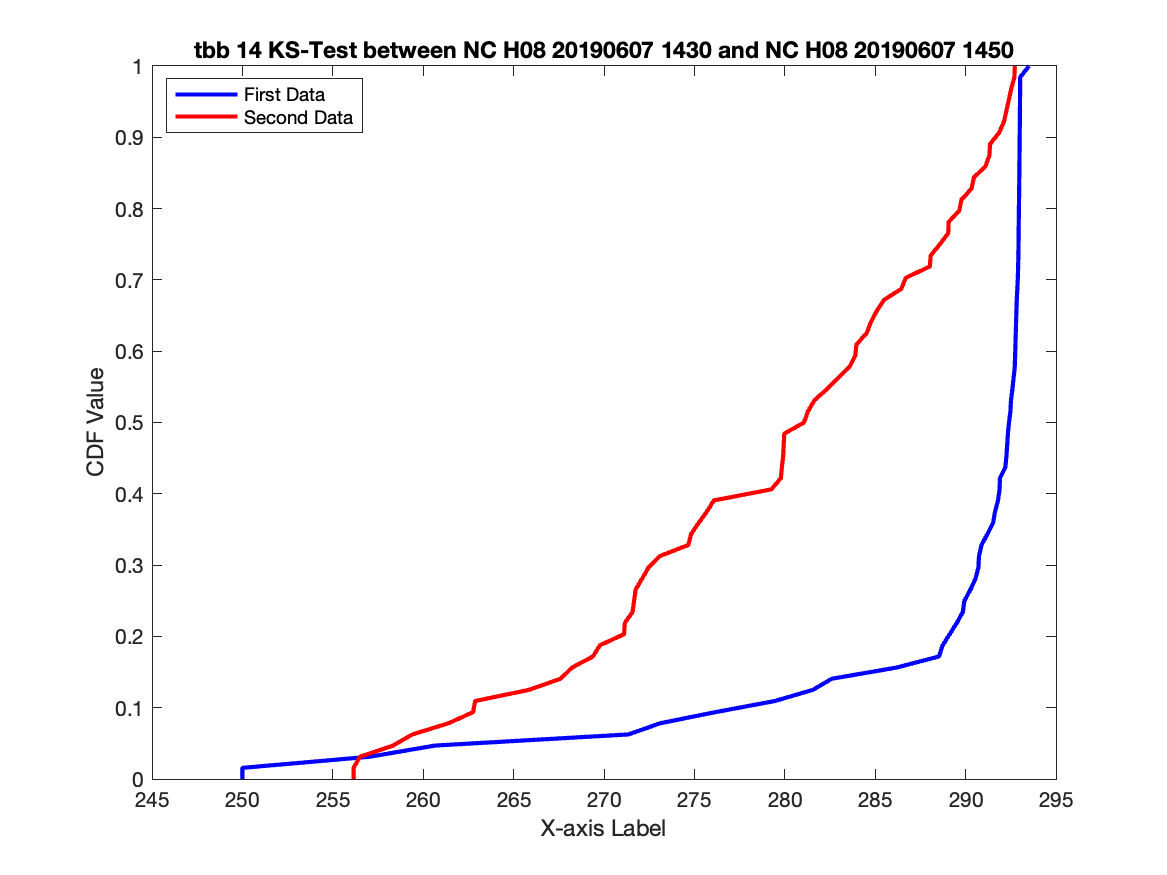 tbb 14 KS-Test between NC H08 20190607 1430 and NC H08 20190607 1450
First Data
Second Data
1
0.9
0.8
0.7
0.6
0.5
0.4
0.3
0.2
0.1
0
CDF Value
245 250 255 260 265 270 275 280 285 290 295
X-axis Label